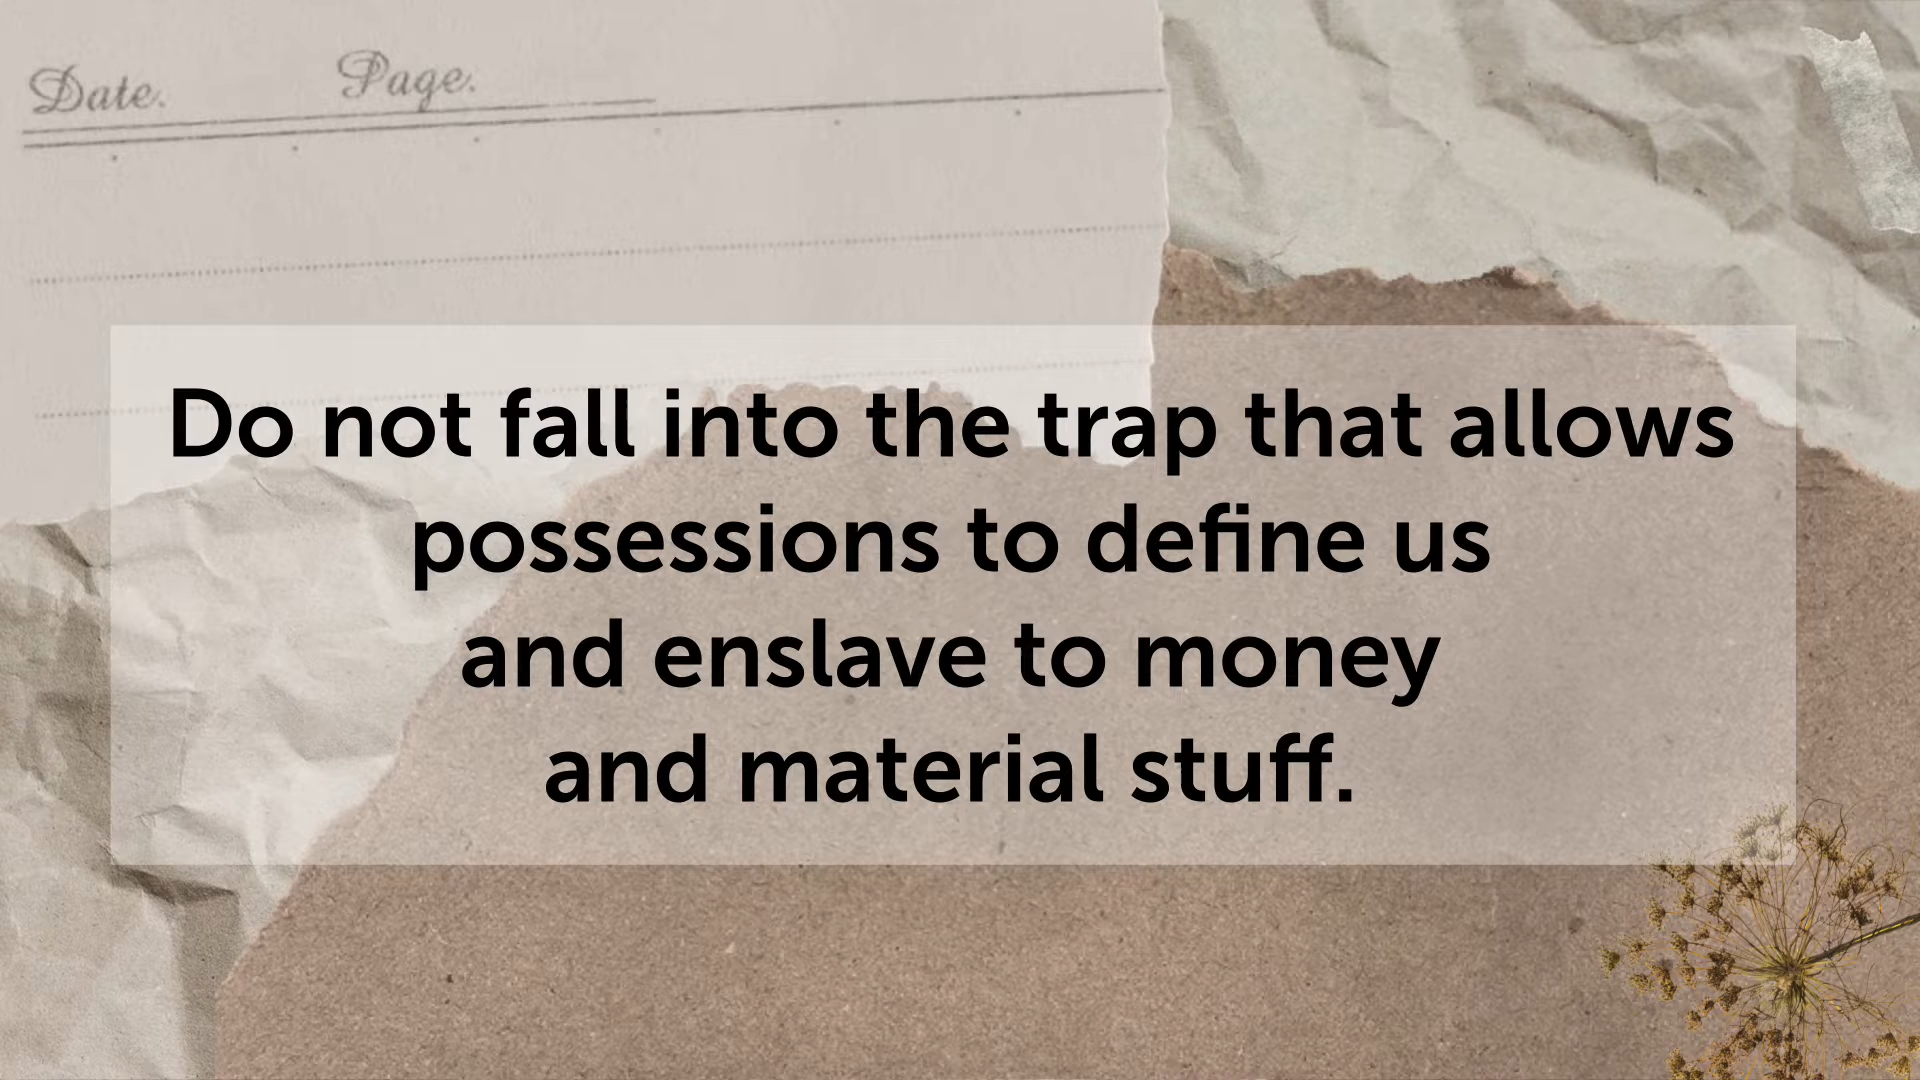 Date. Page.
Do not fall into the trap that allows
possessions to define us
and enslave to money
and material stuff.